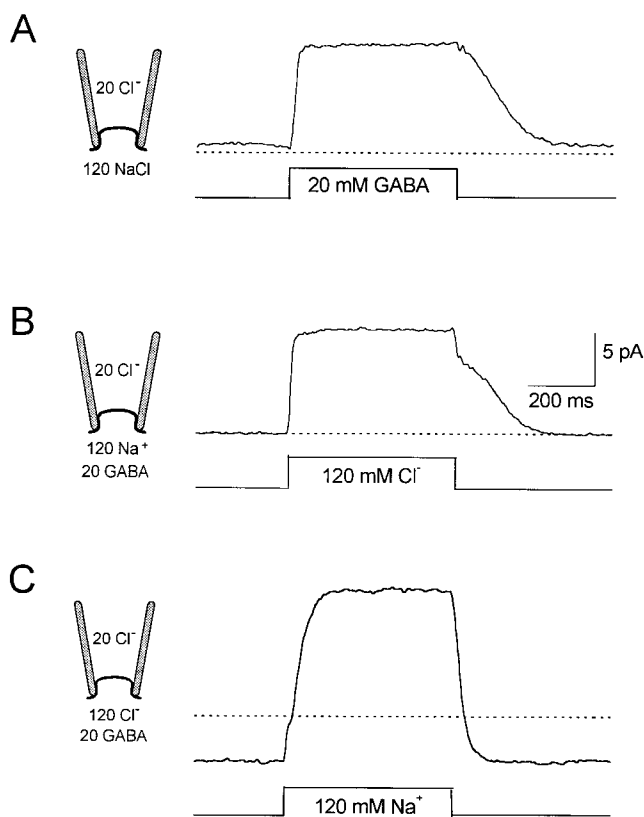 A
20 Cl⁻
120 NaCl
20 mM GABA
B
20 Cl⁻
120 Na⁺
20 GABA
120 mM Cl⁻
5 pA
200 ms
C
20 Cl⁻
120 Cl⁻
20 GABA
120 mM Na⁺